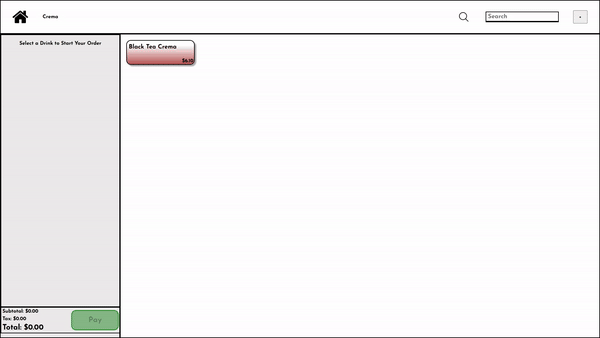 Crema
Search
Select a Drink to Start Your Order
Black Tea Crema
$6.10
Subtotal: $0.00
Tax: $0.00
Total: $0.00
Pay